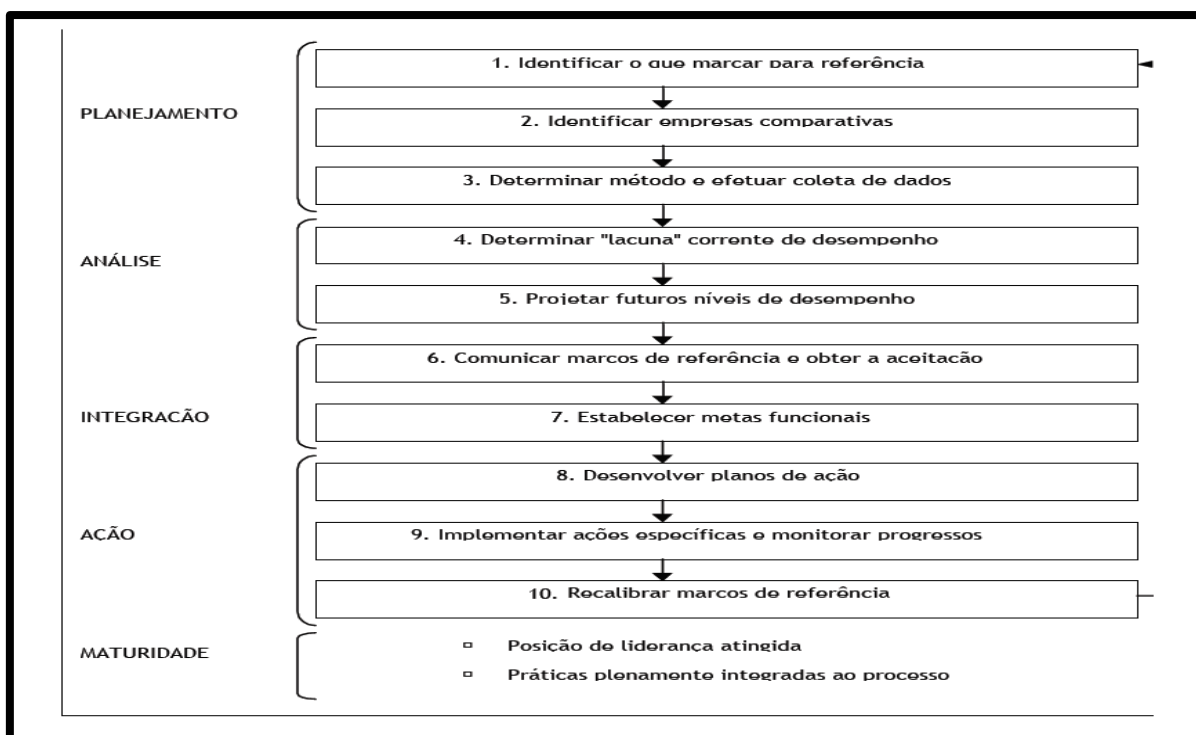 1. Identificar o que marcar para referência
PLANEJAMENTO
2. Identificar empresas comparativas
3. Determinar método e efetuar coleta de dados
4. Determinar "lacuna" corrente de desempenho
ANÁLISE
5. Projetar futuros níveis de desempenho
6. Comunicar marcos de referência e obter a aceitação
INTEGRAÇÃO
7. Estabelecer metas funcionais
8. Desenvolver planos de ação
AÇÃO
9. Implementar ações específicas e monitorar progressos
10. Recalibrar marcos de referência
MATURIDADE
Posição de liderança atingida
Práticas plenamente integradas ao processo